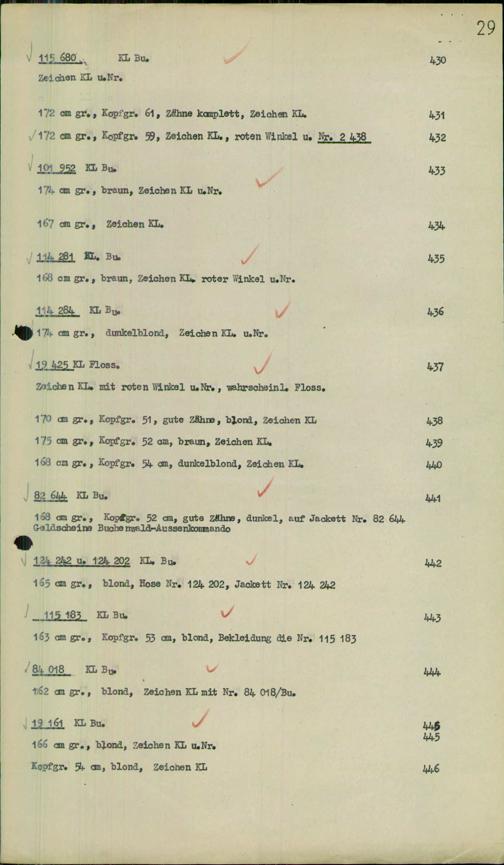 29
115 680 KL Bu. 430
Zeichen KL u.Nr.
172 cm gr., Kopfgr. 61, Zähne komplett, Zeichen KL. 431
172 cm gr., Kopfgr. 59, Zeichen KL., roten Winkel u. Nr. 2 438 432
101 952 KL Bu. 433
174 cm gr., braun, Zeichen KL u.Nr.
167 cm gr., Zeichen KL. 434
114 281 KL. Bu. 435
168 cm gr., braun, Zeichen KL. roter Winkel u.Nr.
114 284 KL Bu. 436
174 cm gr., dunkelblond, Zeichen KL. u.Nr.
19 425 KL Floss. 437
Zeichen KL. mit roten Winkel u.Nr., wahrscheinl. Floss.
170 cm gr., Kopfgr. 51, gute Zähne, blond, Zeichen KL 438
175 cm gr., Kopfgr. 52 cm, braun, Zeichen KL. 439
168 cm gr., Kopfgr. 54 cm, dunkelblond, Zeichen KL. 440
82 644 KL Bu. 441
168 cm gr., Kopfgr. 52 cm, gute Zähne, dunkel, auf Jackett Nr. 82 644
Geldscheine Buchenwald-Aussenkommando
124 242 u. 124 202 KL. Bu. 442
165 cm gr., blond, Hose Nr. 124 202, Jackett Nr. 124 242
115 183 KL Bu. 443
163 cm gr., Kopfgr. 53 cm, blond, Bekleidung die Nr. 115 183
84 018 KL Bu. 444
162 cm gr., blond, Zeichen KL mit Nr. 84 018/Bu.
19 161 KL Bu. 445
166 cm gr., blond, Zeichen KL u.Nr. 445
Kopfgr. 54 cm, blond, Zeichen KL 446